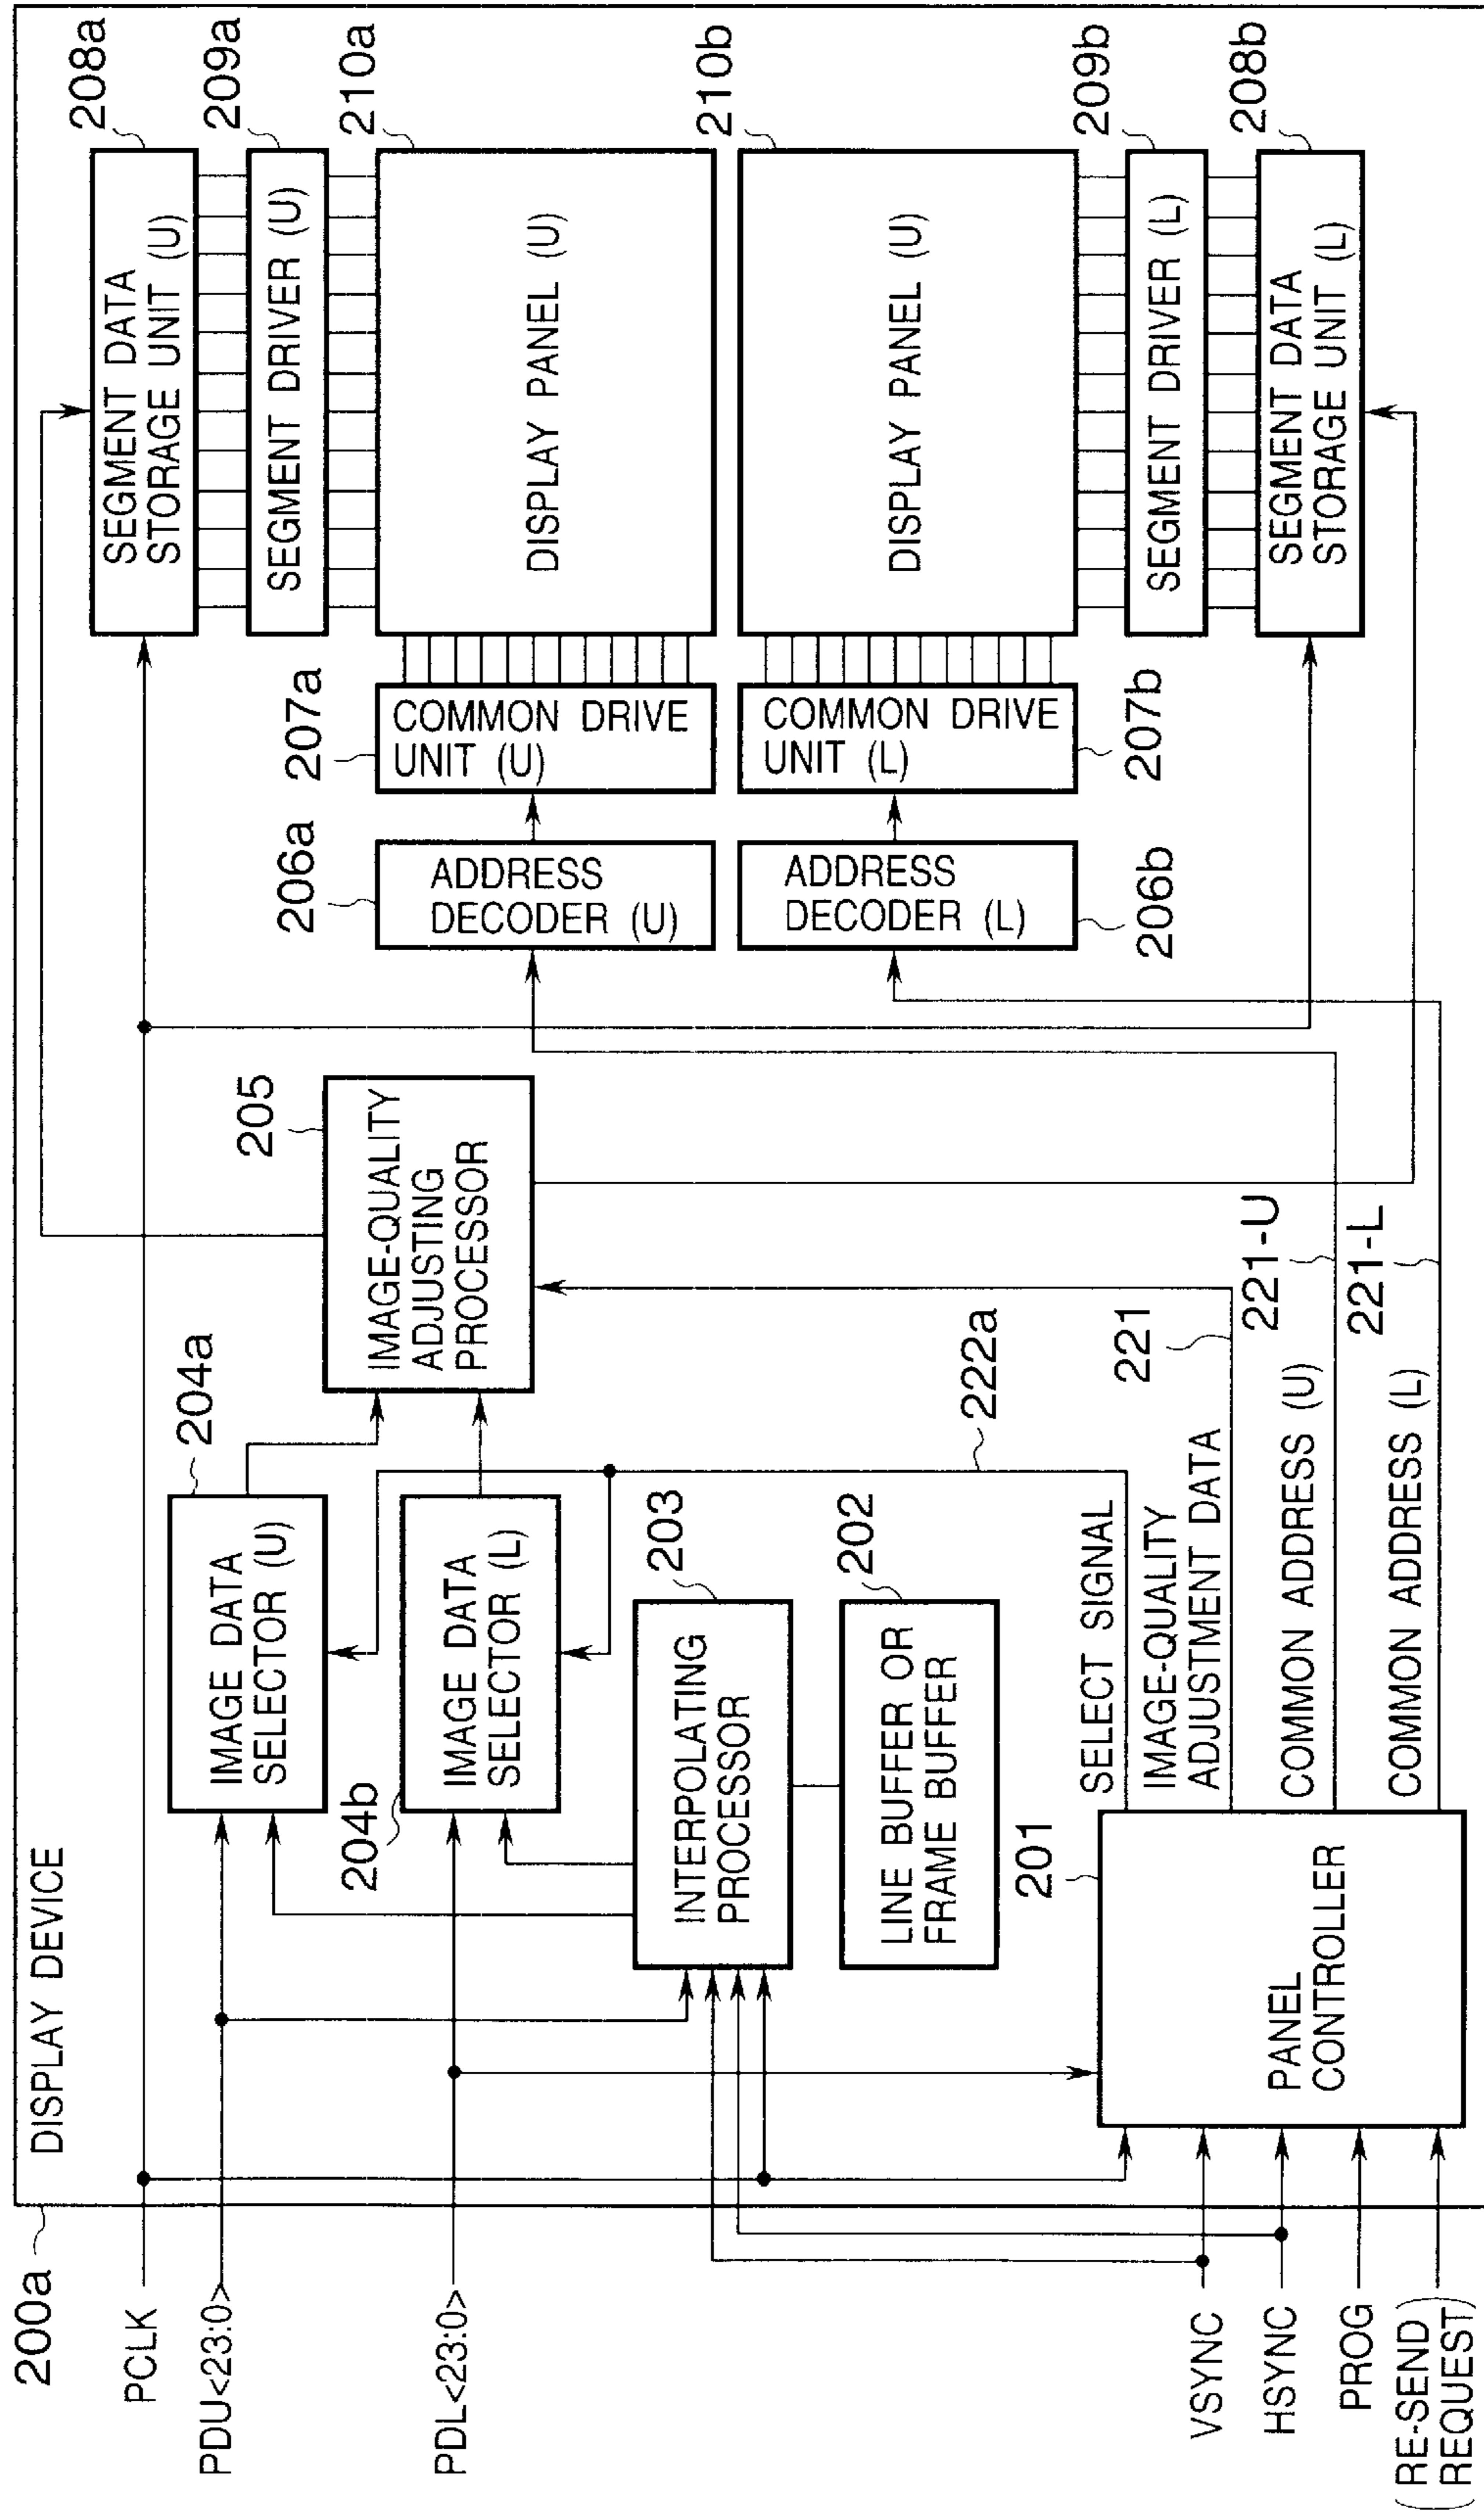 200a
DISPLAY DEVICE
PCLK
PDU<23:0>
PDL<23:0>
VSYNC
HSYNC
PROG
(RE-SEND
REQUEST)
IMAGE DATA
SELECTOR (U)
204a
204b
IMAGE DATA
SELECTOR (L)
INTERPOLATING
PROCESSOR
203
LINE BUFFER OR
FRAME BUFFER
202
201
PANEL
CONTROLLER
SELECT SIGNAL
222a
IMAGE-QUALITY
ADJUSTMENT DATA
221
COMMON ADDRESS (U)
221-U
COMMON ADDRESS (L)
221-L
205
IMAGE-QUALITY
ADJUSTING
PROCESSOR
206a
ADDRESS
DECODER (U)
ADDRESS
DECODER (L)
206b
207a
COMMON DRIVE
UNIT (U)
COMMON DRIVE
UNIT (L)
207b
SEGMENT DATA
STORAGE UNIT (U)
208a
SEGMENT DRIVER (U)
209a
DISPLAY PANEL (U)
210a
DISPLAY PANEL (U)
210b
SEGMENT DRIVER (L)
209b
SEGMENT DATA
STORAGE UNIT (L)
208b